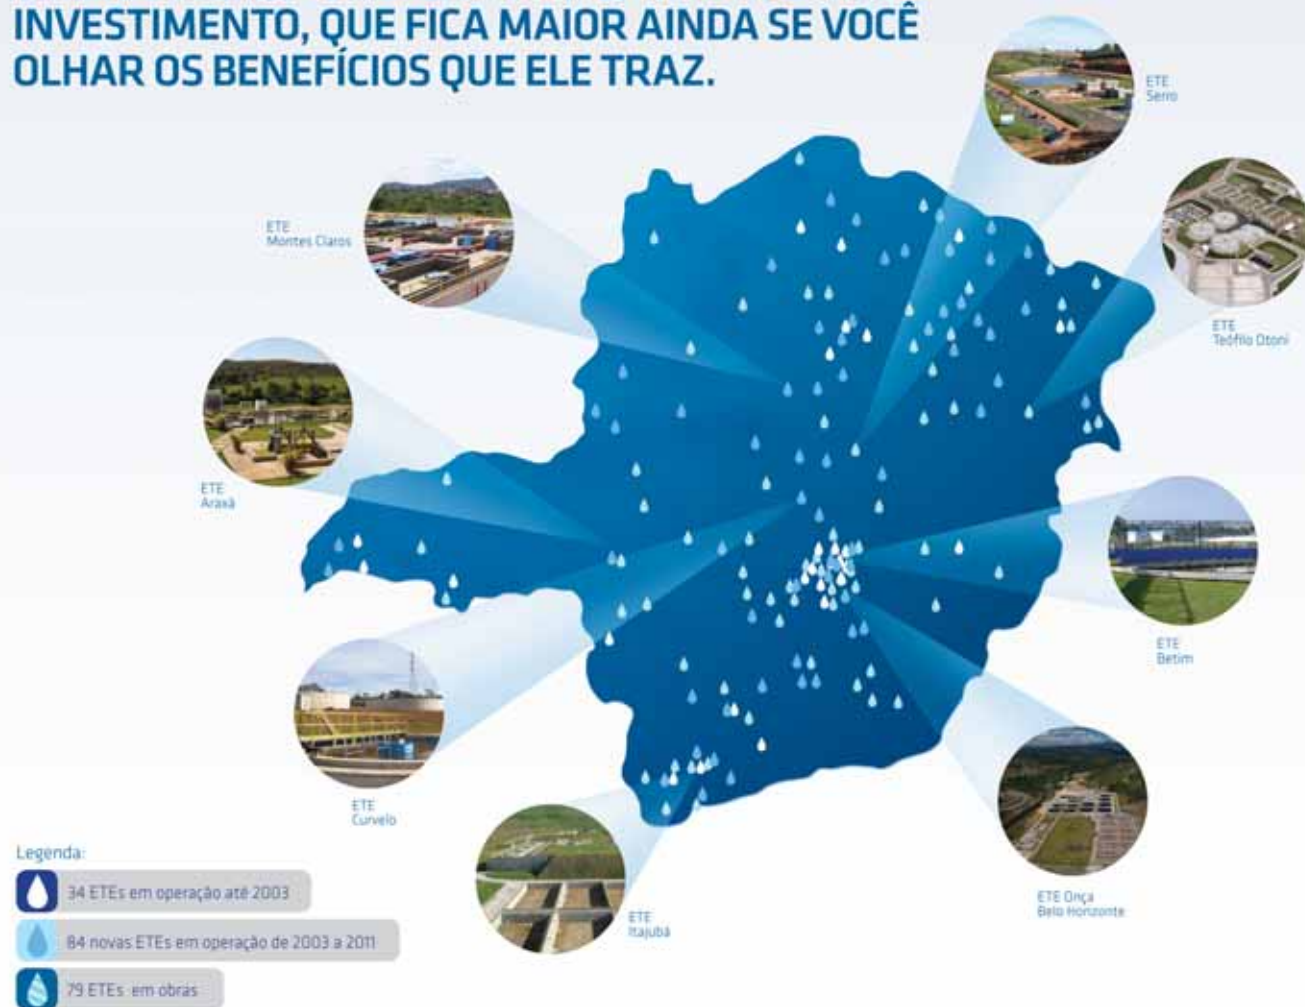 INVESTIMENTO, QUE FICA MAIOR AINDA SE VOCÊ
OLHAR OS BENEFÍCIOS QUE ELE TRAZ.
ETE
Serro
ETE
Montes Claros
ETE
Teófilo Otoni
ETE
Araxá
ETE
Betim
ETE
Curvelo
ETE Onça
Belo Horizonte
ETE
Itajubá
Legenda:
34 ETEs em operação até 2003
84 novas ETEs em operação de 2003 a 2011
79 ETEs em obras